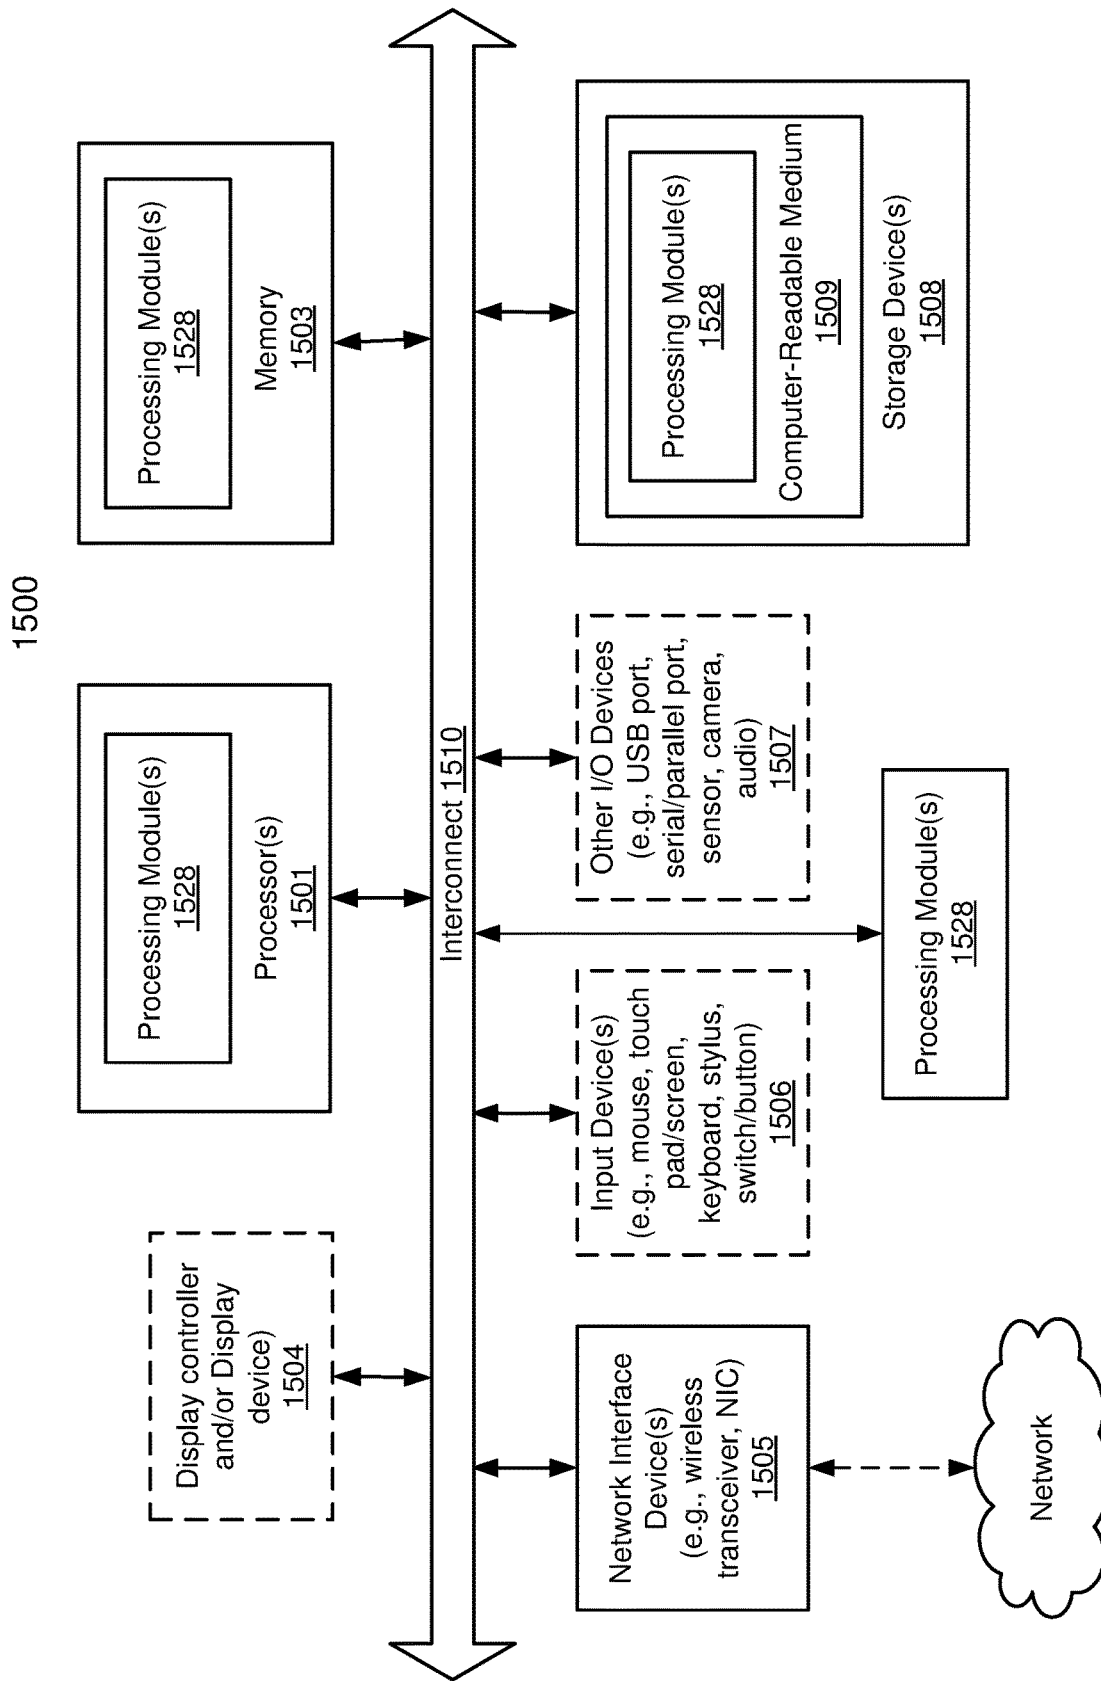 1500
Display controller
and/or Display
device)
1504
Processing Module(s)
1528
Processor(s)
1501
Processing Module(s)
1528
Memory
1503
Interconnect 1510
Network Interface
Device(s)
(e.g., wireless
transceiver, NIC)
1505
Input Device(s)
(e.g., mouse, touch
pad/screen,
keyboard, stylus,
switch/button)
1506
Other I/O Devices
(e.g., USB port,
serial/parallel port,
sensor, camera,
audio)
1507
Processing Module(s)
1528
Computer-Readable Medium
1509
Storage Device(s)
1508
Processing Module(s)
1528
Network